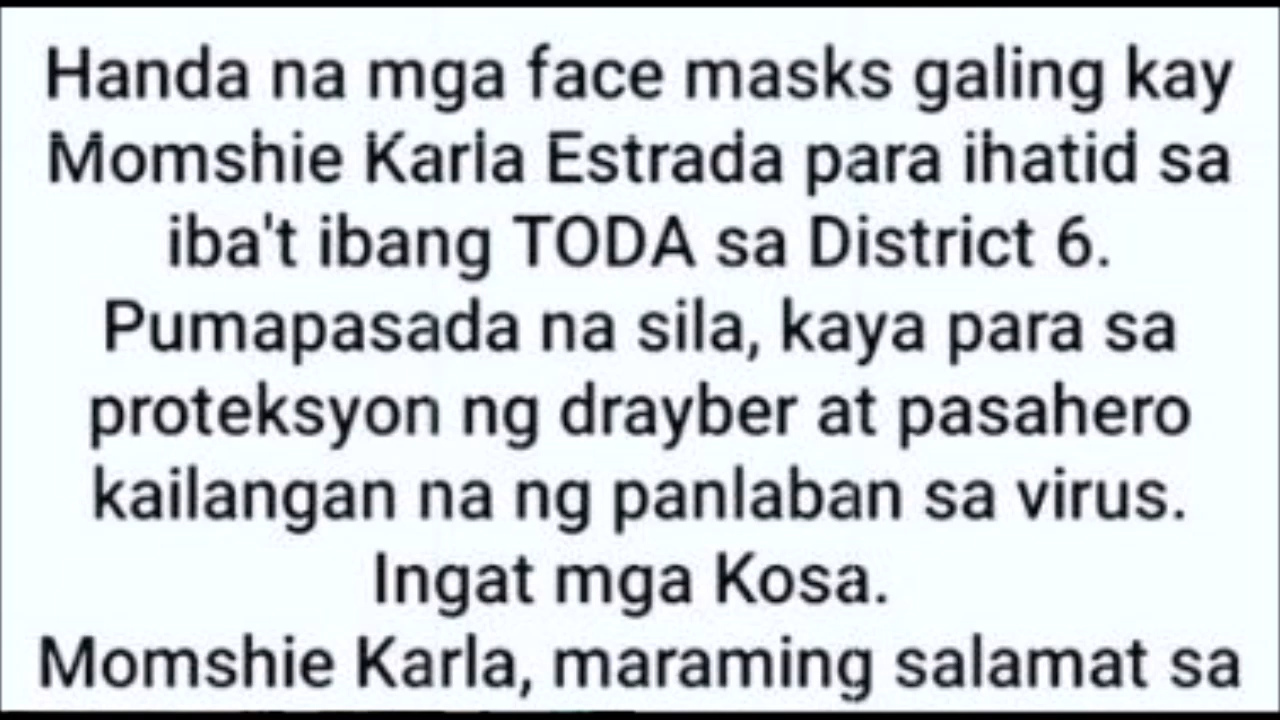 Handa na mga face masks galing kay
Momshie Karla Estrada para ihatid sa
iba't ibang TODA sa District 6.
Pumapasada na sila, kaya para sa
proteksyon ng drayber at pasahero
kailangan na ng panlaban sa virus.
Ingat mga Kosa.
Momshie Karla, maraming salamat sa